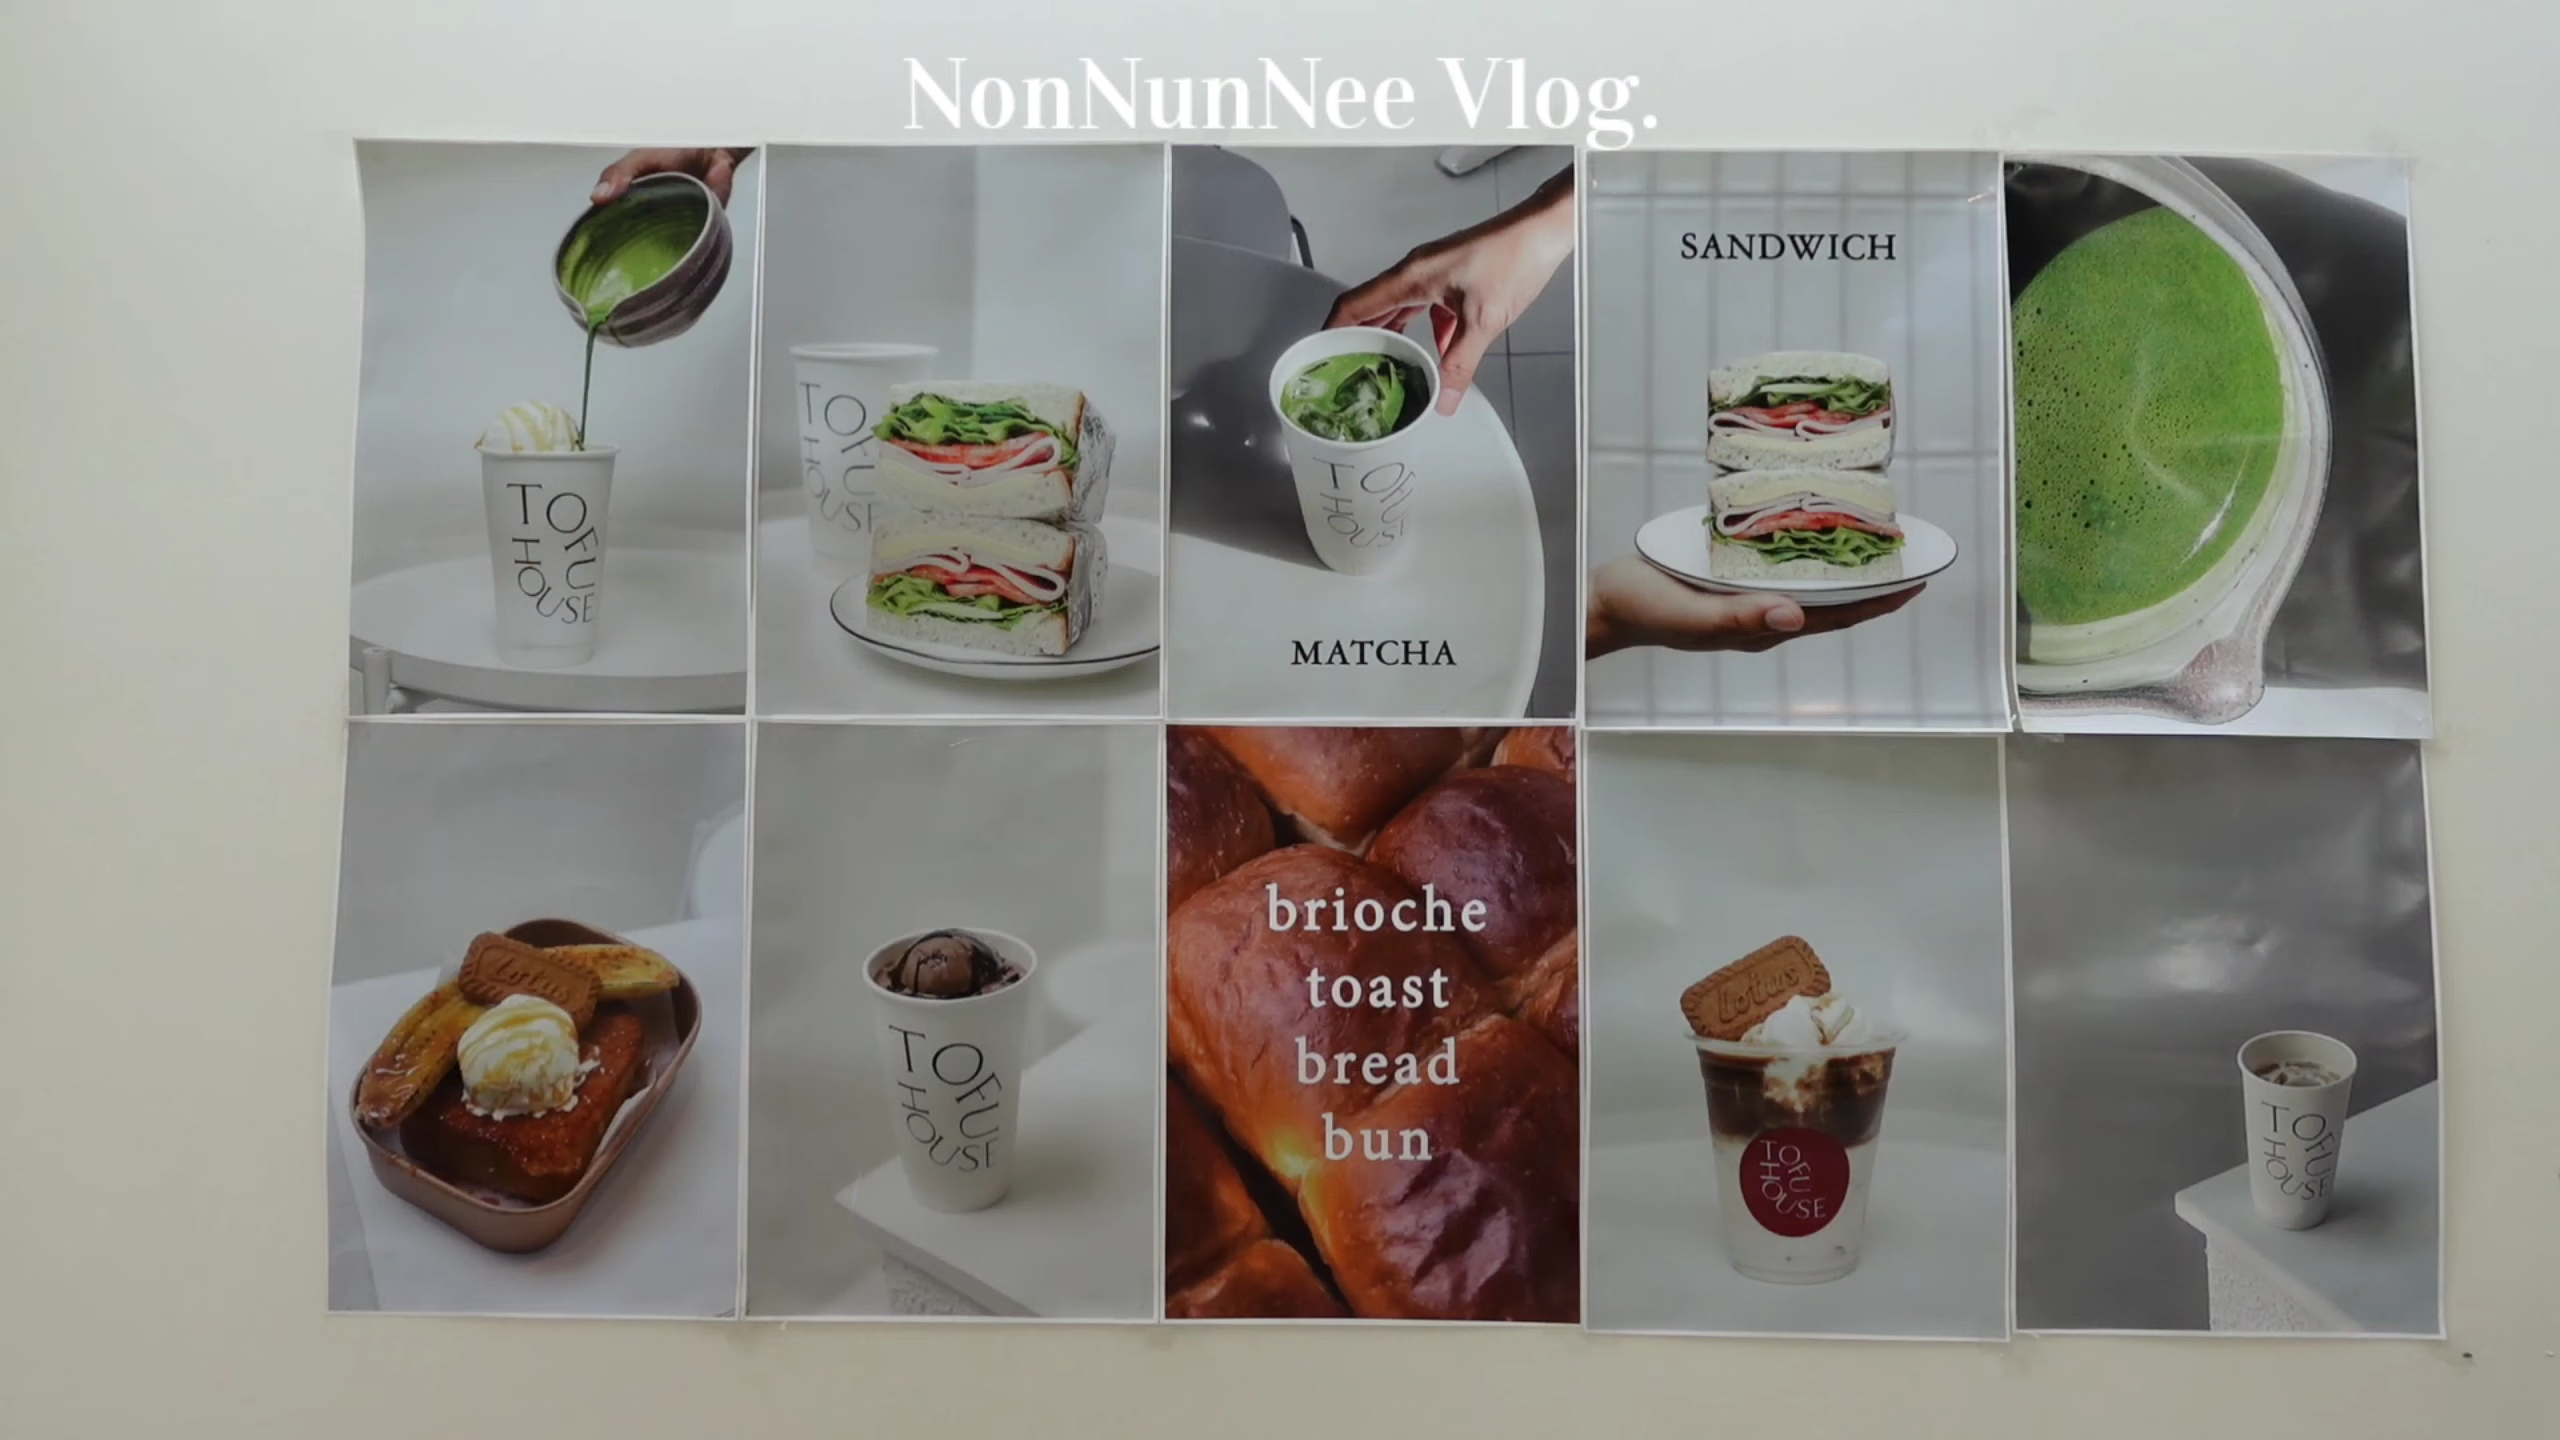 NonNunNee Vlog.
TOFU
HOUSE
TOFU
HOUSE
TOFU
HOUSE
MATCHA
SANDWICH
Lotus
TOFU
HOUSE
brioche
toast
bread
bun
Lotus
TOFU
HOUSE
TOFU
HOUSE